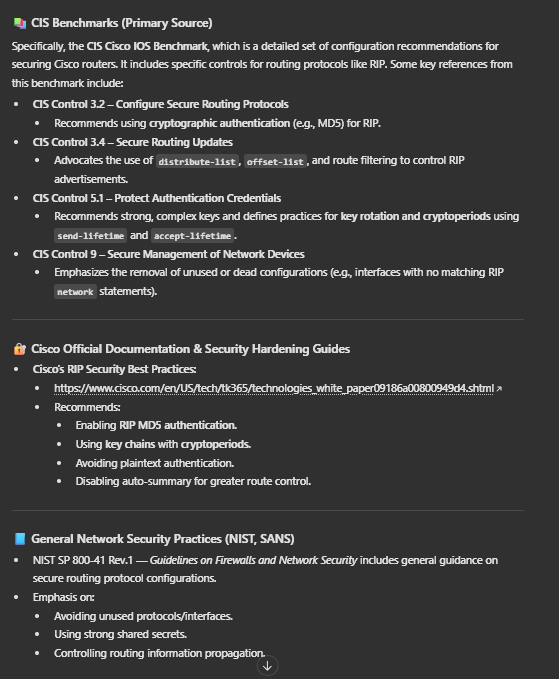 CIS Benchmarks (Primary Source)
Specifically, the CIS Cisco IOS Benchmark, which is a detailed set of configuration recommendations for
securing Cisco routers. It includes specific controls for routing protocols like RIP. Some key references from
this benchmark include:
• CIS Control 3.2 – Configure Secure Routing Protocols
• Recommends using cryptographic authentication (e.g., MD5) for RIP.
• CIS Control 3.4 – Secure Routing Updates
• Advocates the use of distribute-list, offset-list, and route filtering to control RIP
advertisements.
• CIS Control 5.1 – Protect Authentication Credentials
• Recommends strong, complex keys and defines practices for key rotation and cryptoperiods using
send-lifetime and accept-lifetime.
• CIS Control 9 – Secure Management of Network Devices
• Emphasizes the removal of unused or dead configurations (e.g., interfaces with no matching RIP
network statements).
Cisco Official Documentation & Security Hardening Guides
• Cisco's RIP Security Best Practices:
• https://www.cisco.com/en/US/tech/tk365/technologies_white_paper09186a00800949d4.shtml
• Recommends:
• Enabling RIP MD5 authentication.
• Using key chains with cryptoperiods.
• Avoiding plaintext authentication.
• Disabling auto-summary for greater route control.
General Network Security Practices (NIST, SANS)
• NIST SP 800-41 Rev.1 — Guidelines on Firewalls and Network Security includes general guidance on
secure routing protocol configurations.
• Emphasis on:
• Avoiding unused protocols/interfaces.
• Using strong shared secrets.
• Controlling routing information propagation.